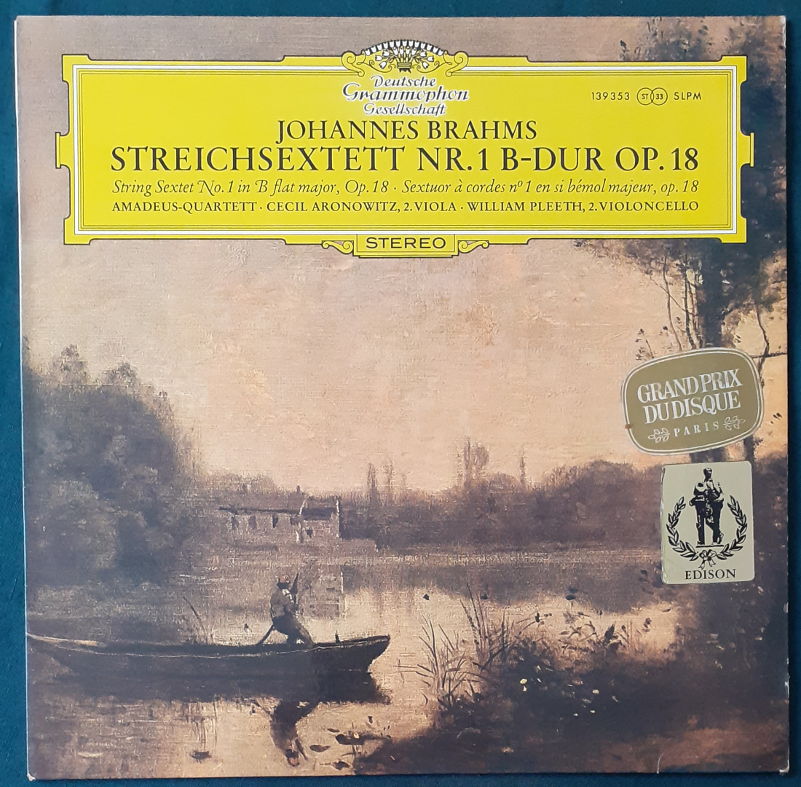 Deutsche
Grammophon
Gesellschaft
139 353 ST 33 SLPM
JOHANNES BRAHMS
STREICHSEXTETT NR. 1 B-DUR OP. 18
String Sextet No. 1 in B flat major, Op. 18 · Sextuor à cordes nº 1 en si bémol majeur, op. 18
AMADEUS-QUARTETT · CECIL ARONOWITZ, 2. VIOLA · WILLIAM PLEETH, 2. VIOLONCELLO
STEREO
GRAND PRIX
DU DISQUE
PARIS
EDISON